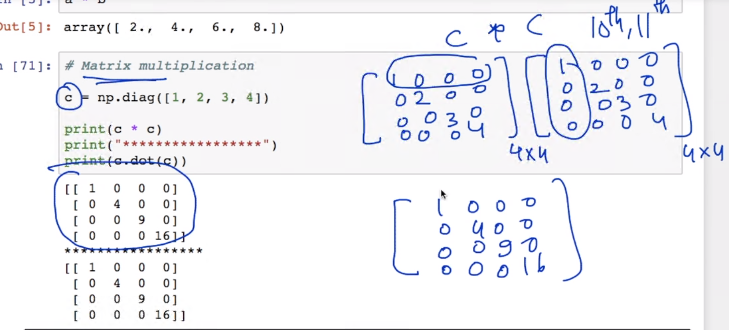 Out[5]: array([ 2., 4., 6., 8.])
C * C 10th, 11th
[71]: # Matrix multiplication
c = np.diag([1, 2, 3, 4])
print(c * c)
print("*****************")
print(c.dot(c))
[[ 1 0 0 0]
[ 0 4 0 0]
[ 0 0 9 0]
[ 0 0 0 16]]
******************
[[ 1 0 0 0]
[ 0 4 0 0]
[ 0 0 9 0]
[ 0 0 0 16]]
1 0 0 0
0 2 0 0
0 0 3 0
0 0 0 4
4x4
1 0 0 0
0 2 0 0
0 0 3 0
0 0 0 4
4x4
1 0 0 0
0 4 0 0
0 0 9 0
0 0 0 16